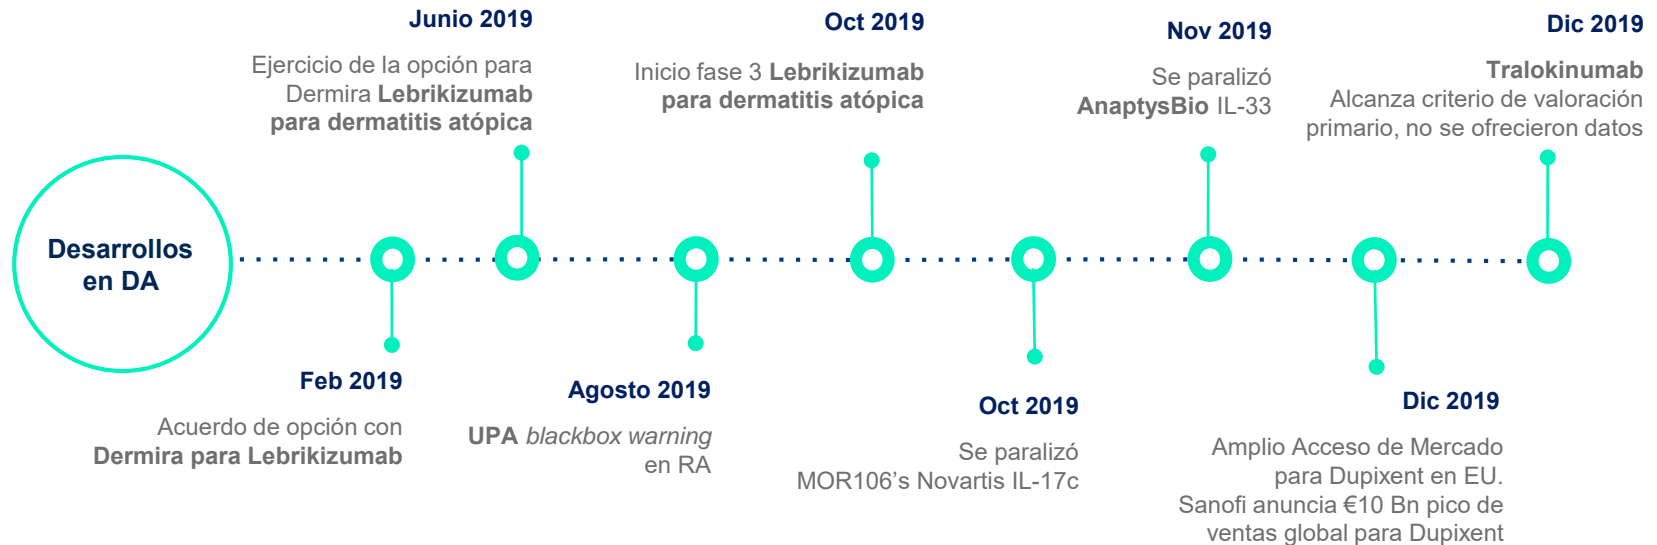 Desarrollos
en DA
Feb 2019
Acuerdo de opción con
Dermira para Lebrikizumab
Junio 2019
Ejercicio de la opción para
Dermira Lebrikizumab
para dermatitis atópica
Agosto 2019
UPA blackbox warning
en RA
Oct 2019
Inicio fase 3 Lebrikizumab
para dermatitis atópica
Oct 2019
Se paralizó
MOR106's Novartis IL-17c
Nov 2019
Se paralizó
AnaptysBio IL-33
Dic 2019
Amplio Acceso de Mercado
para Dupixent en EU.
Sanofi anuncia €10 Bn pico de
ventas global para Dupixent
Dic 2019
Tralokinumab
Alcanza criterio de valoración
primario, no se ofrecieron datos